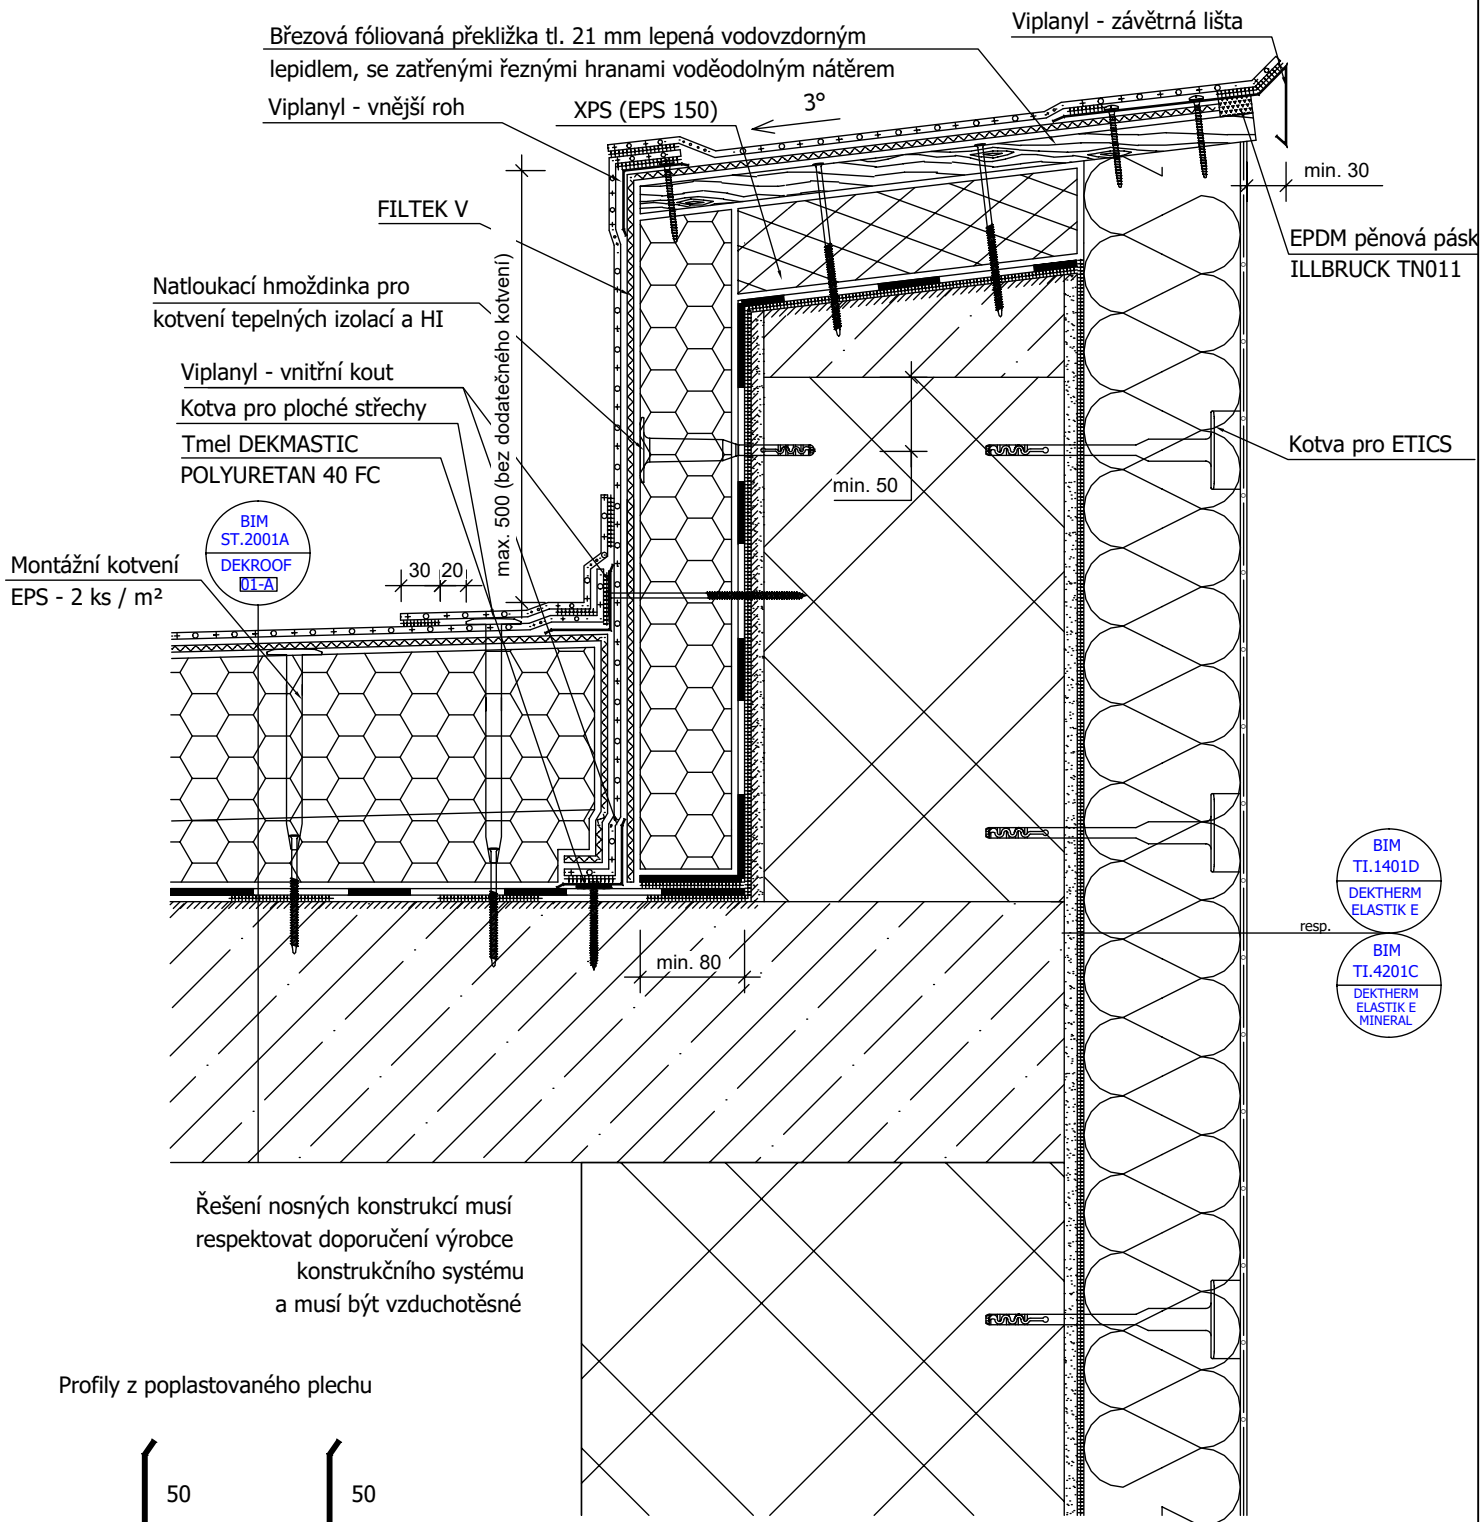 Viplanyl - závětrná lišta
Březová fóliovaná překližka tl. 21 mm lepená vodovzdorným
lepidlem, se zatřenými řeznými hranami voděodolným nátěrem
Viplanyl - vnější roh
XPS (EPS 150)
3°
min. 30
FILTEK V
EPDM pěnová pásk
ILLBRUCK TN011
Natloukací hmoždinka pro
kotvení tepelných izolací a HI
max. 500 (bez dodatečného kotvení)
Viplanyl - vnitřní kout
Kotva pro ploché střechy
Tmel DEKMASTIC
POLYURETAN 40 FC
Kotva pro ETICS
min. 50
BIM
ST.2001A
DEKROOF
01-A
Montážní kotvení
EPS - 2 ks / m²
30
20
BIM
TI.1401D
DEKTHERM
ELASTIK E
resp.
BIM
TI.4201C
DEKTHERM
ELASTIK E
MINERAL
min. 80
Řešení nosných konstrukcí musí
respektovat doporučení výrobce
konstrukčního systému
a musí být vzduchotěsné
Profily z poplastovaného plechu
50
50